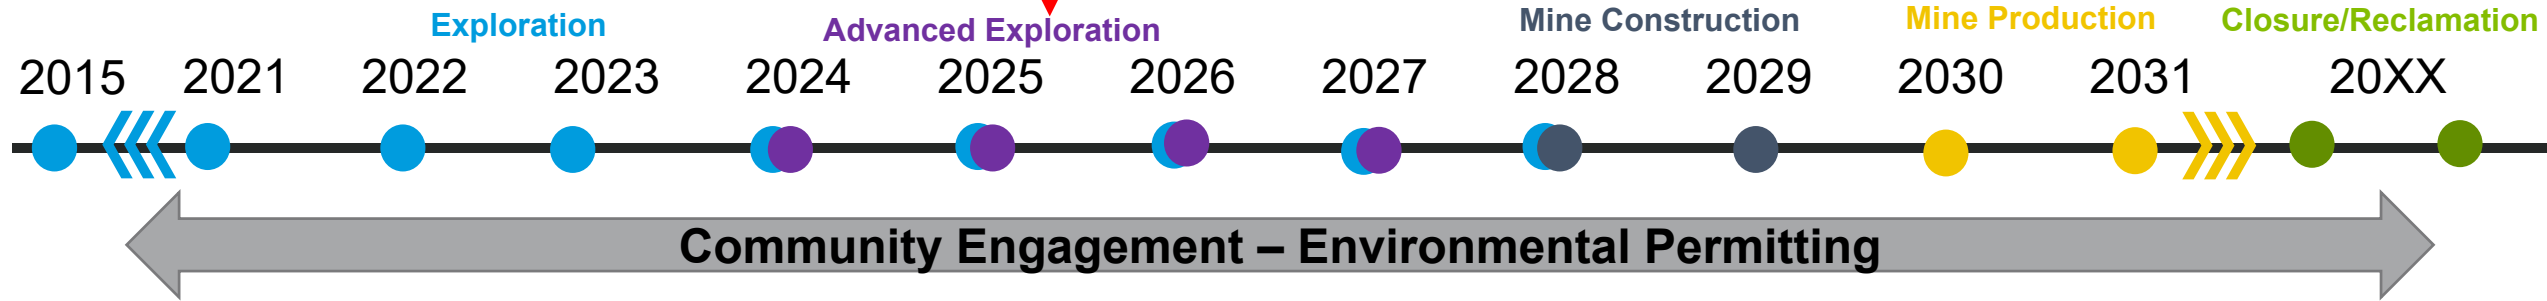 Exploration Advanced Exploration Mine Construction Mine Production Closure/Reclamation
2015 2021 2022 2023 2024 2025 2026 2027 2028 2029 2030 2031 20XX
Community Engagement – Environmental Permitting